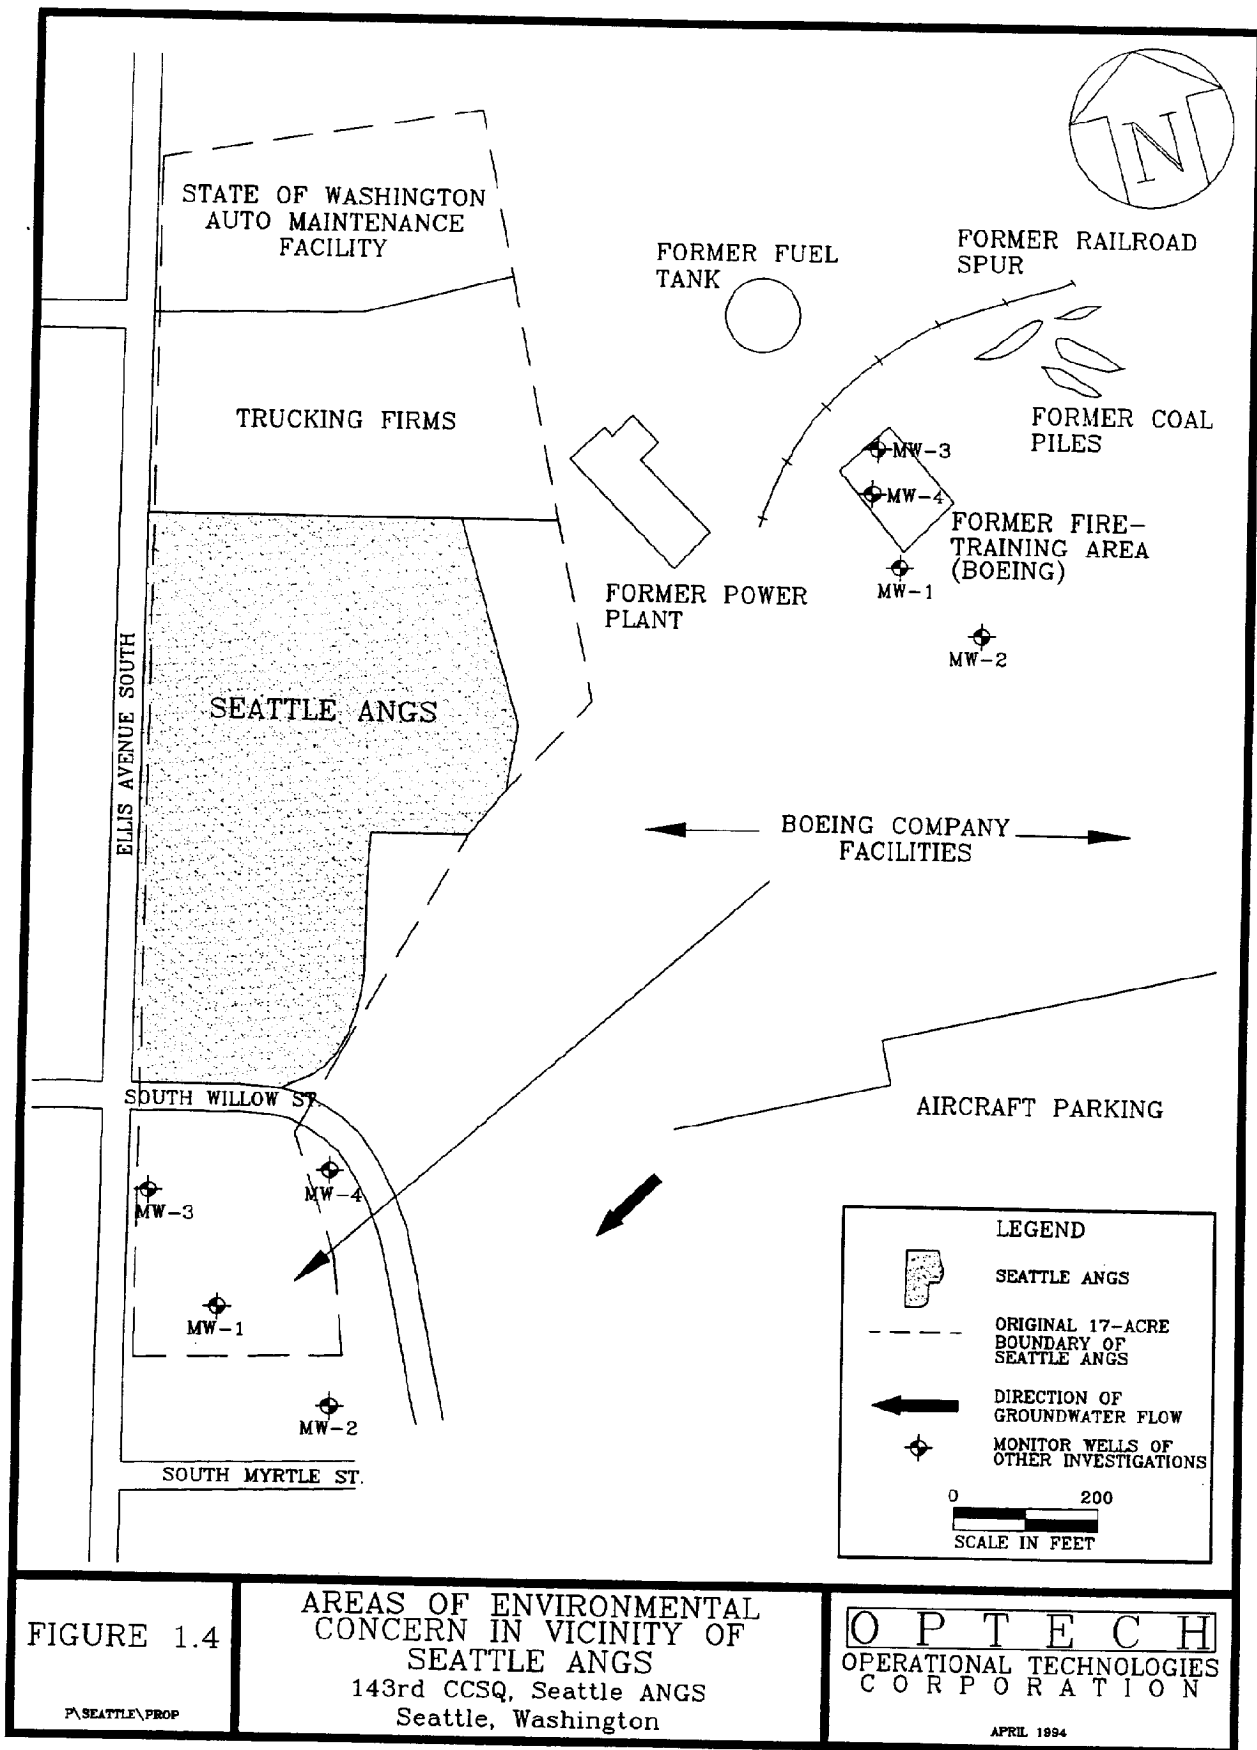 N
STATE OF WASHINGTON
AUTO MAINTENANCE
FACILITY
FORMER FUEL
TANK
FORMER RAILROAD
SPUR
TRUCKING FIRMS
FORMER COAL
PILES
MW-3
MW-4
FORMER FIRE-
TRAINING AREA
(BOEING)
MW-1
FORMER POWER
PLANT
MW-2
ELLIS AVENUE SOUTH
SEATTLE ANGS
BOEING COMPANY
FACILITIES
SOUTH WILLOW ST.
AIRCRAFT PARKING
MW-4
MW-3
MW-1
MW-2
SOUTH MYRTLE ST.
LEGEND
SEATTLE ANGS
ORIGINAL 17-ACRE
BOUNDARY OF
SEATTLE ANGS
DIRECTION OF
GROUNDWATER FLOW
MONITOR WELLS OF
OTHER INVESTIGATIONS
0 200
SCALE IN FEET
FIGURE 1.4
P\SEATTLE\PROP
AREAS OF ENVIRONMENTAL
CONCERN IN VICINITY OF
SEATTLE ANGS
143rd CCSQ, Seattle ANGS
Seattle, Washington
OPTECH
OPERATIONAL TECHNOLOGIES
CORPORATION
APRIL 1994